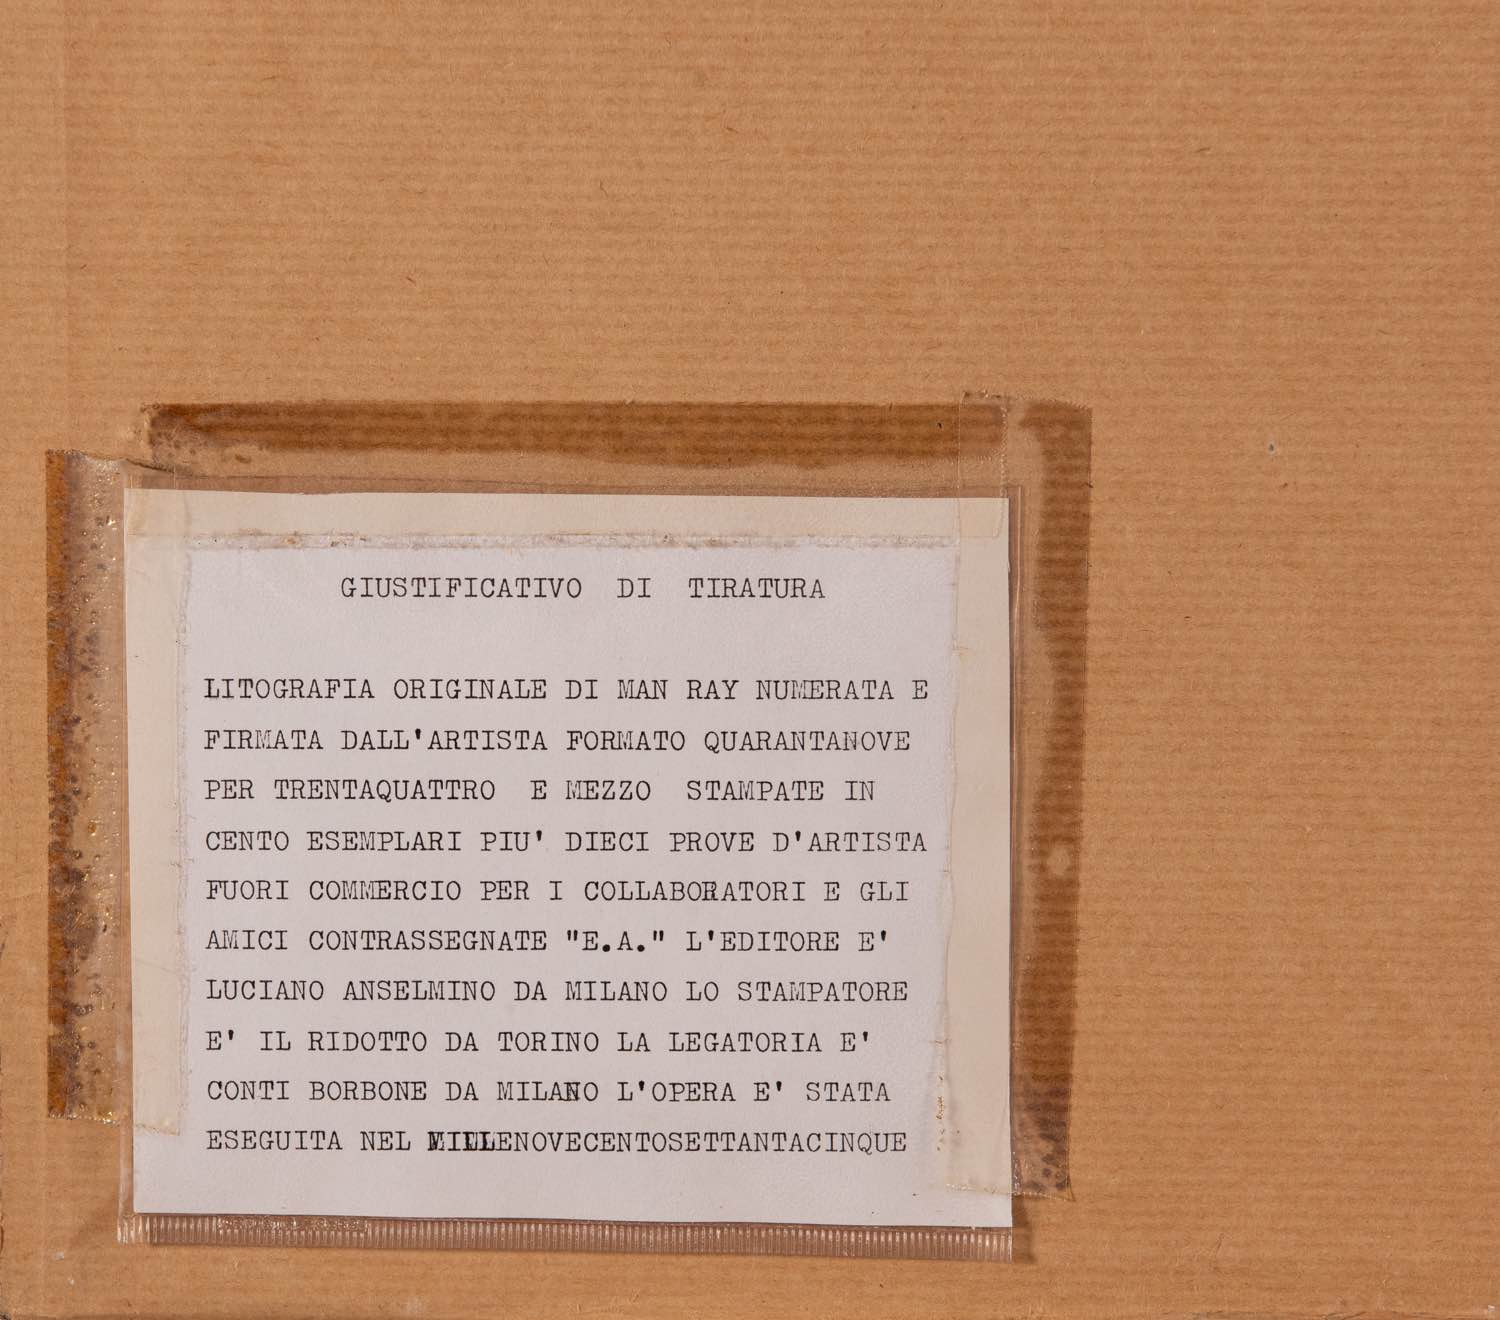 GIUSTIFICATIVO DI TIRATURA
LITOGRAFIA ORIGINALE DI MAN RAY NUMERATA E
FIRMATA DALL'ARTISTA FORMATO QUARANTANOVE
PER TRENTAQUATTRO E MEZZO STAMPATE IN
CENTO ESEMPLARI PIU' DIECI PROVE D'ARTISTA
FUORI COMMERCIO PER I COLLABORATORI E GLI
AMICI CONTRASSEGNATE "E.A." L'EDITORE E'
LUCIANO ANSELMINO DA MILANO LO STAMPATORE
E' IL RIDOTTO DA TORINO LA LEGATORIA E'
CONTI BORBONE DA MILANO L'OPERA E' STATA
ESEGUITA NEL MILLENOVECENTOSETTANTACINQUE